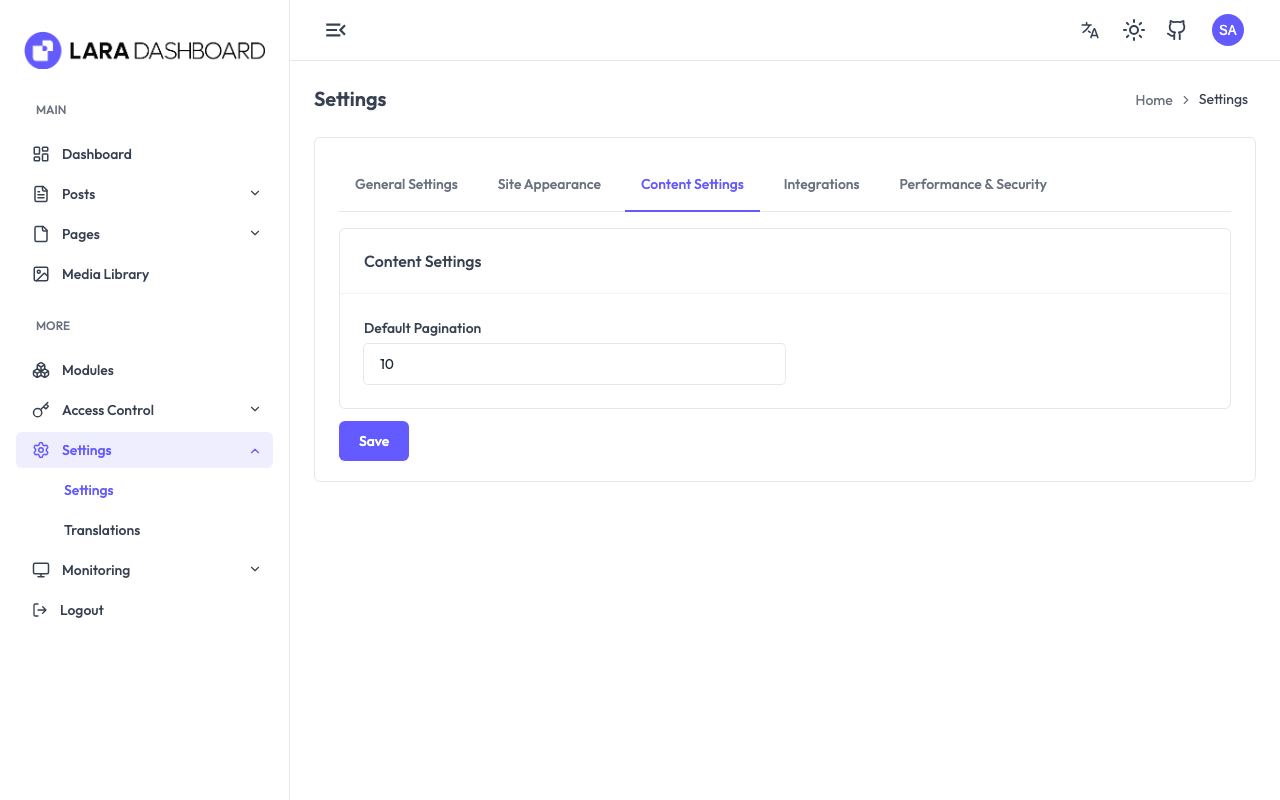 LARA DASHBOARD
SA
MAIN
Dashboard
Posts
Pages
Media Library
MORE
Modules
Access Control
Settings
Settings
Translations
Monitoring
Logout
Settings
Home > Settings
General Settings
Site Appearance
Content Settings
Integrations
Performance & Security
Content Settings
Default Pagination
10
Save